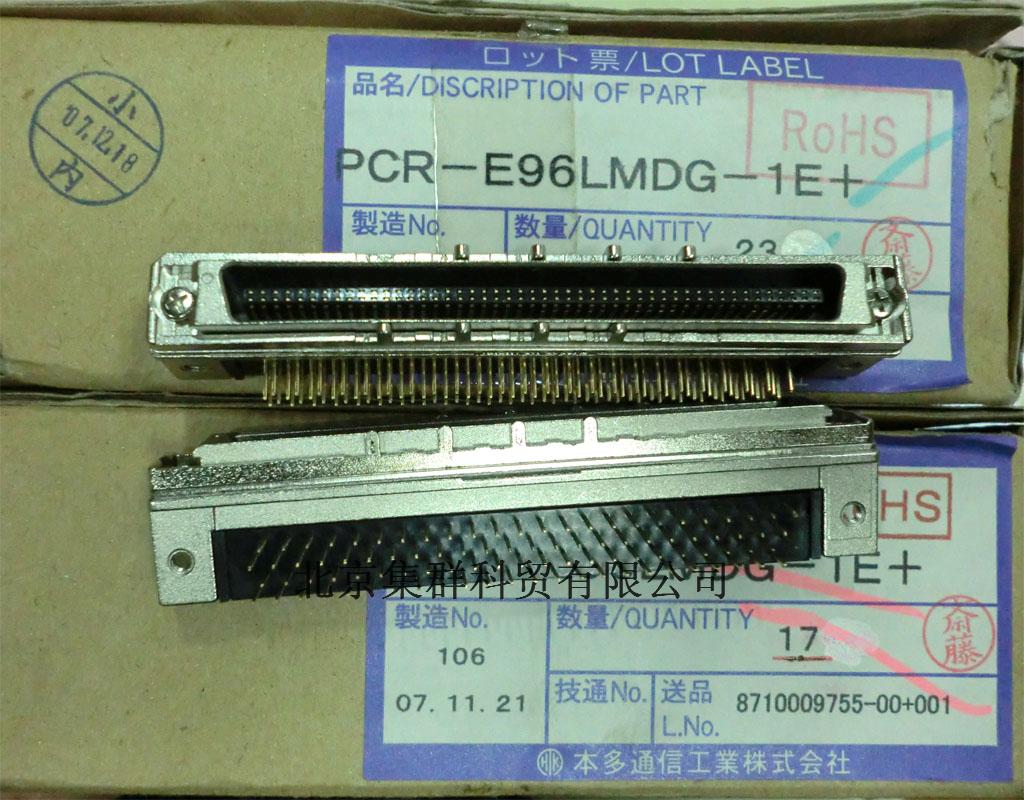 小
07.12.18
内
ロット票/LOT LABEL
品名/DISCRIPTION OF PART
RoHS
PCR-E96LMDG-1E+
製造No.
数量/QUANTITY
23
斎藤
HS
DG-1E+
北京集群科贸有限公司
製造No.
106
07.11.21
数量/QUANTITY
17
斎藤
技通No.
送品
L.No.
8710009755-00+001
HTK 本多通信工業株式会社